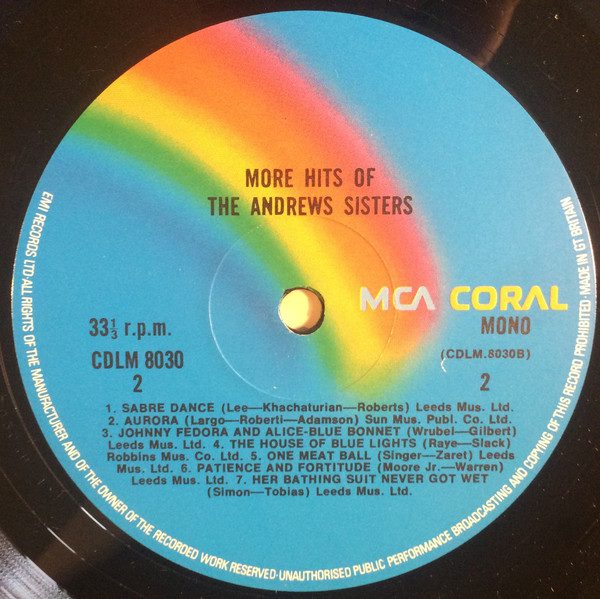 MORE HITS OF
THE ANDREWS SISTERS
MCA CORAL
33⅓ r.p.m.
MONO
CDLM 8030
(CDLM.8030B)
2
2
1. SABRE DANCE (Lee—Khachaturian—Roberts) Leeds Mus. Ltd.
2. AURORA (Largo—Roberti—Adamson) Sun Mus. Publ. Co. Ltd.
3. JOHNNY FEDORA AND ALICE-BLUE BONNET (Wrubel—Gilbert)
Leeds Mus. Ltd. 4. THE HOUSE OF BLUE LIGHTS (Raye—Slack)
Robbins Mus. Co. Ltd. 5. ONE MEAT BALL (Singer—Zaret) Leeds
Mus. Ltd. 6. PATIENCE AND FORTITUDE (Moore Jr.—Warren)
Leeds Mus. Ltd. 7. HER BATHING SUIT NEVER GOT WET
(Simon—Tobias) Leeds Mus. Ltd.
EMI RECORDS LTD·ALL RIGHTS OF THE MANUFACTURER AND OF THE OWNER OF THE RECORDED WORK RESERVED·UNAUTHORISED PUBLIC PERFORMANCE BROADCASTING AND COPYING OF THIS RECORD PROHIBITED·MADE IN GT BRITAIN